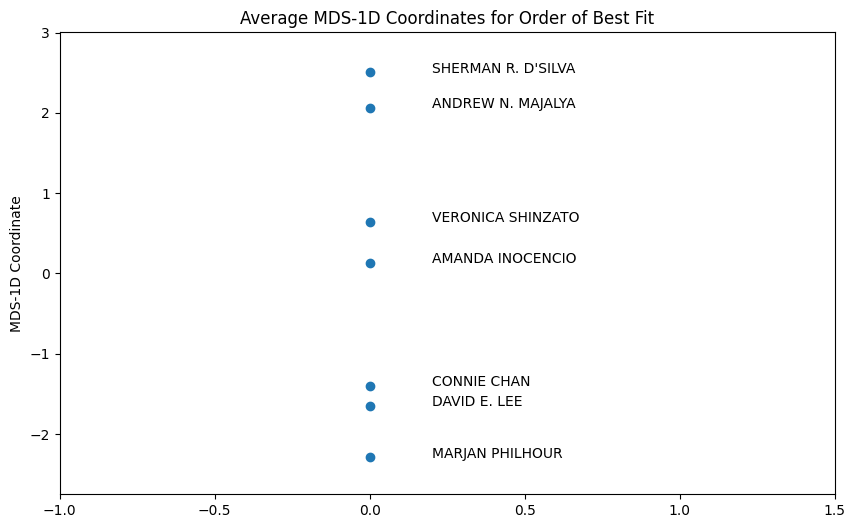 Average MDS-1D Coordinates for Order of Best Fit
3
SHERMAN R. D'SILVA
ANDREW N. MAJALYA
2
1
VERONICA SHINZATO
AMANDA INOCENCIO
0
MDS-1D Coordinate
−1
CONNIE CHAN
DAVID E. LEE
−2
MARJAN PHILHOUR
−1.0 −0.5 0.0 0.5 1.0 1.5